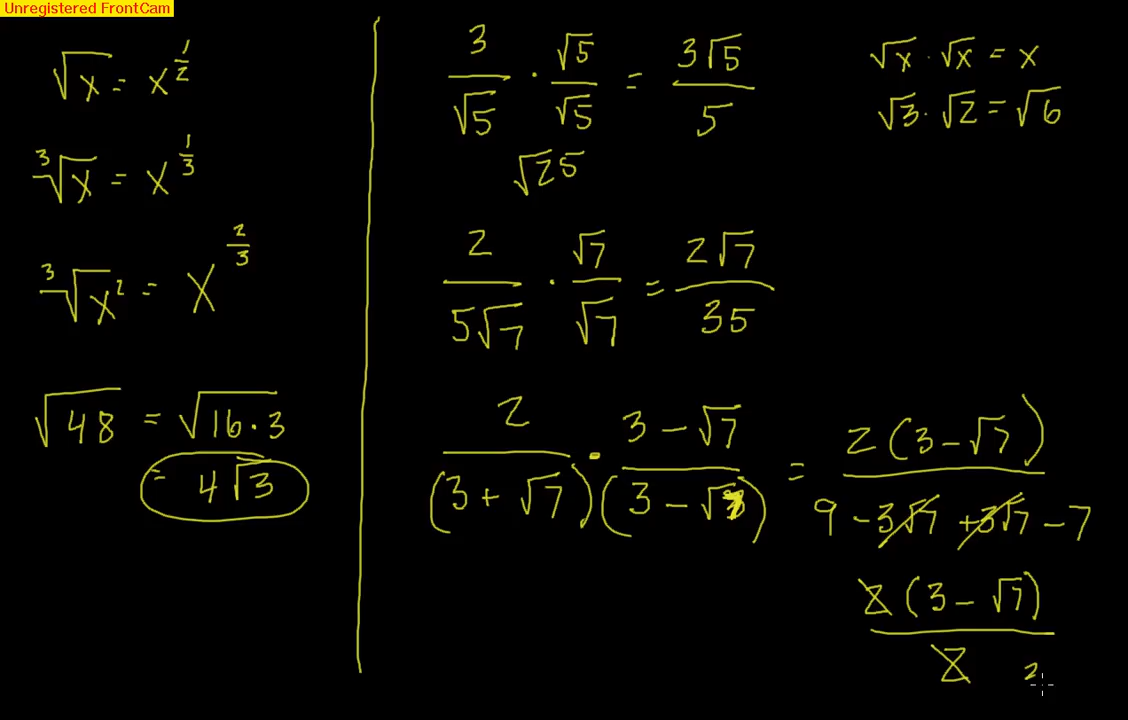 Unregistered FrontCam
√x = x^(1/2)
∛x = x^(1/3)
∛x² = x^(2/3)
√48 = √16·3
= 4√3
3/√5 · √5/√5 = 3√5/5
√25
2/5√7 · √7/√7 = 2√7/35
2/(3 + √7) · (3 − √7)/(3 − √7) = 2(3 − √7)/(9 − 3√7 + 3√7 − 7)
2(3 − √7)/2
2
√x · √x = x
√3 · √2 = √6